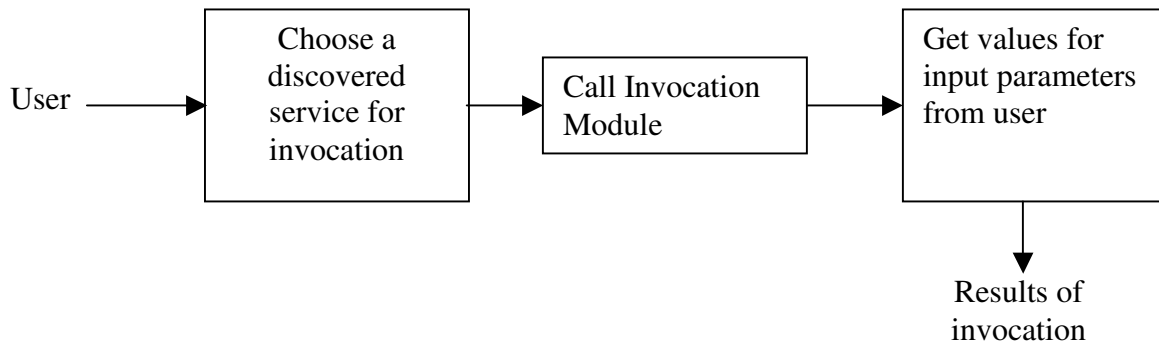 User
Choose a
discovered
service for
invocation
Call Invocation
Module
Get values for
input parameters
from user
Results of
invocation